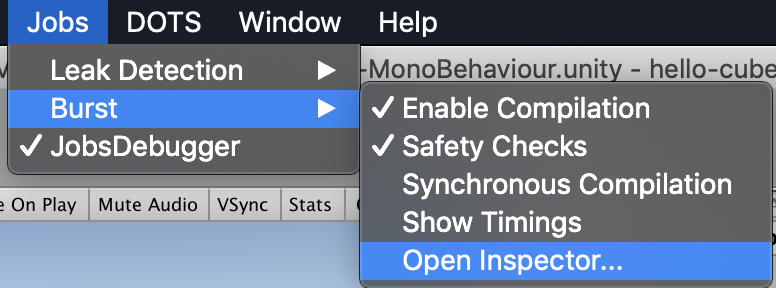 Jobs DOTS Window Help
-MonoBehaviour.unity - hello-cube
Leak Detection
Burst
JobsDebugger
Enable Compilation
Safety Checks
Synchronous Compilation
Show Timings
Open Inspector...
On Play Mute Audio VSync Stats